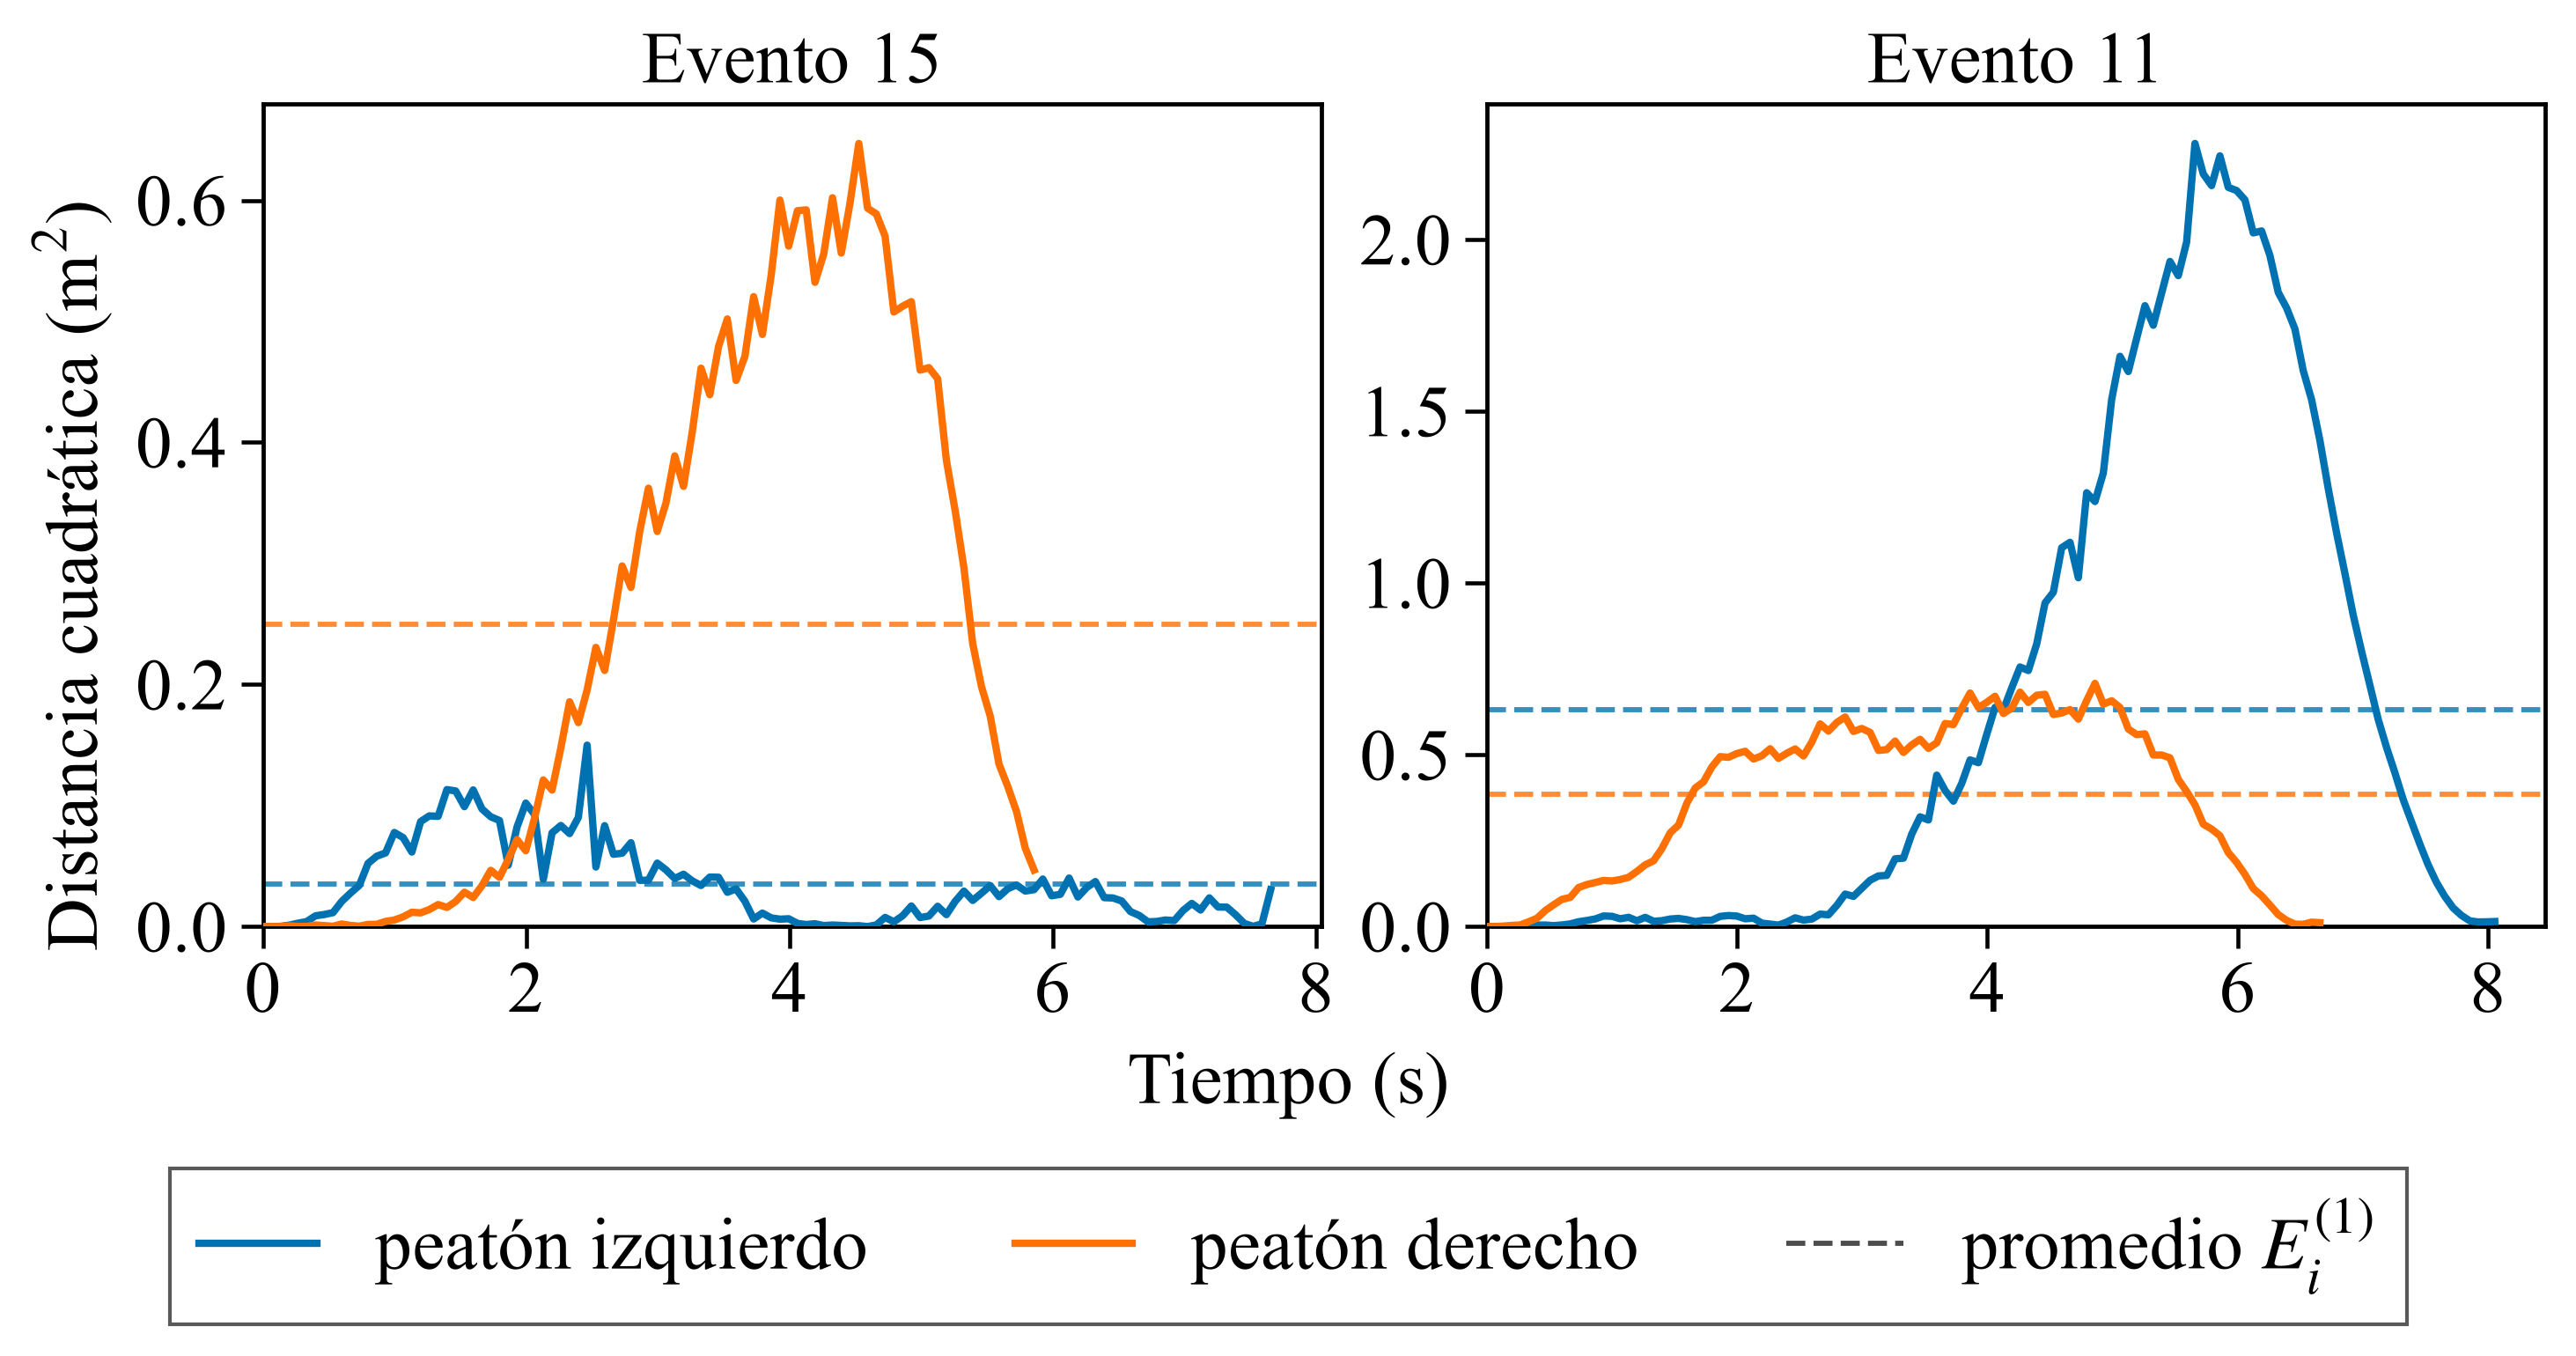 Evento 15
Evento 11
Distancia cuadrática (m²)
0.6
0.4
0.2
0.0
0 2 4 6 8
2.0
1.5
1.0
0.5
0.0
0 2 4 6 8
Tiempo (s)
peatón izquierdo peatón derecho promedio E_i^(1)